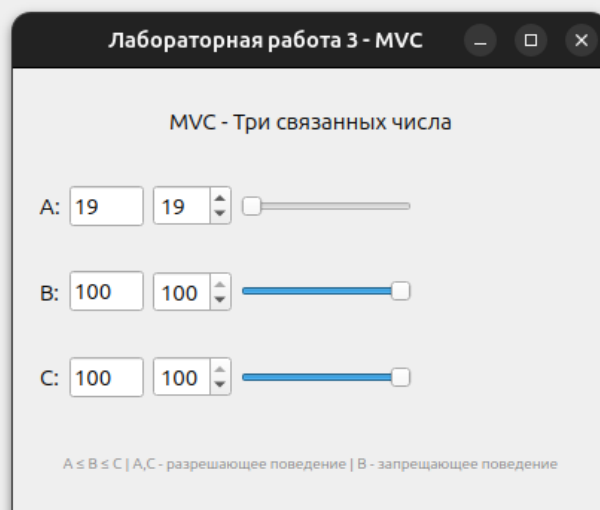 Лабораторная работа 3 - MVC
MVC - Три связанных числа
A: 19 19
B: 100 100
C: 100 100
A ≤ B ≤ C | A,C - разрешающее поведение | B - запрещающее поведение